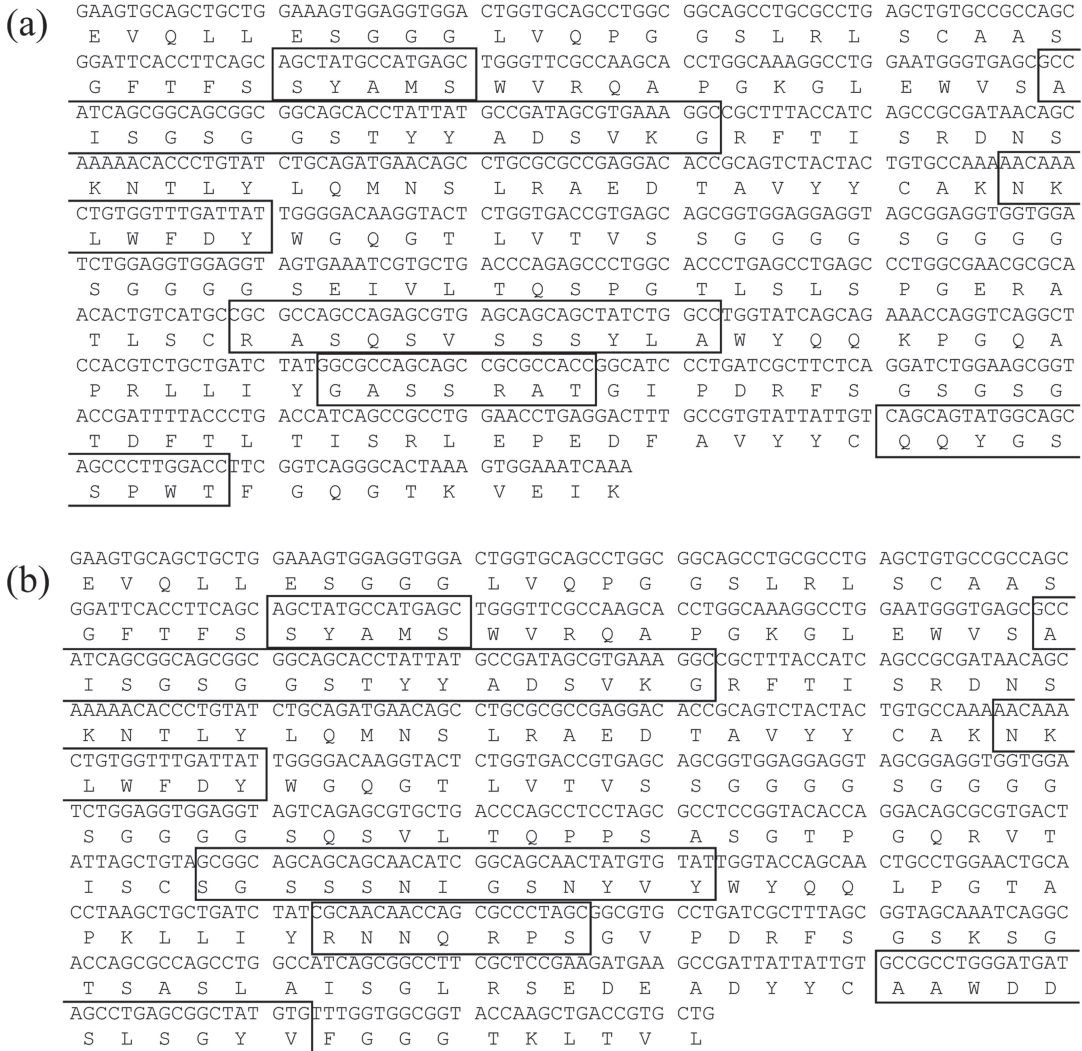 (a)
GAAGTGCAGCTGCTG GAAAGTGGAGGTGGA CTGGTGCAGCCTGGC GGCAGCCTGCGCCTG AGCTGTGCCGCCAGC
E V Q L L E S G G G L V Q P G G S L R L S C A A S
GGATTCACCTTCAGC AGCTATGCCATGAGC TGGGTTCGCCAAGCA CCTGGCAAAGGCCTG GAATGGGTGAGCGCC
G F T F S S Y A M S W V R Q A P G K G L E W V S A
ATCAGCGGCAGCGGC GGCAGCACCTATTAT GCCGATAGCGTGAAA GGCCGCTTTACCATC AGCCGCGATAACAGC
I S G S G G S T Y Y A D S V K G R F T I S R D N S
AAAAACACCCTGTAT CTGCAGATGAACAGC CTGCGCGCCGAGGAC ACCGCAGTCTACTAC TGTGCCAAAAACAAA
K N T L Y L Q M N S L R A E D T A V Y Y C A K N K
CTGTGGTTTGATTAT TGGGGACAAGGTACT CTGGTGACCGTGAGC AGCGGTGGAGGAGGT AGCGGAGGTGGTGGA
L W F D Y W G Q G T L V T V S S G G G G S G G G G
TCTGGAGGTGGAGGT AGTGAAATCGTGCTG ACCCAGAGCCCTGGC ACCCTGAGCCTGAGC CCTGGCGAACGCGCA
S G G G G S E I V L T Q S P G T L S L S P G E R A
ACACTGTCATGCCGC GCCAGCCAGAGCGTG AGCAGCAGCTATCTG GCCTGGTATCAGCAG AAACCAGGTCAGGCT
T L S C R A S Q S V S S S Y L A W Y Q Q K P G Q A
CCACGTCTGCTGATC TATGGCGCCAGCAGC CGCGCCACCGGCATC CCTGATCGCTTCTCA GGATCTGGAAGCGGT
P R L L I Y G A S S R A T G I P D R F S G S G S G
ACCGATTTTACCCTG ACCATCAGCCGCCTG GAACCTGAGGACTTT GCCGTGTATTATTGT CAGCAGTATGGCAGC
T D F T L T I S R L E P E D F A V Y Y C Q Q Y G S
AGCCCTTGGACCTTC GGTCAGGGCACTAAA GTGGAAATCAAA
S P W T F G Q G T K V E I K
(b)
GAAGTGCAGCTGCTG GAAAGTGGAGGTGGA CTGGTGCAGCCTGGC GGCAGCCTGCGCCTG AGCTGTGCCGCCAGC
E V Q L L E S G G G L V Q P G G S L R L S C A A S
GGATTCACCTTCAGC AGCTATGCCATGAGC TGGGTTCGCCAAGCA CCTGGCAAAGGCCTG GAATGGGTGAGCGCC
G F T F S S Y A M S W V R Q A P G K G L E W V S A
ATCAGCGGCAGCGGC GGCAGCACCTATTAT GCCGATAGCGTGAAA GGCCGCTTTACCATC AGCCGCGATAACAGC
I S G S G G S T Y Y A D S V K G R F T I S R D N S
AAAAACACCCTGTAT CTGCAGATGAACAGC CTGCGCGCCGAGGAC ACCGCAGTCTACTAC TGTGCCAAAAACAAA
K N T L Y L Q M N S L R A E D T A V Y Y C A K N K
CTGTGGTTTGATTAT TGGGGACAAGGTACT CTGGTGACCGTGAGC AGCGGTGGAGGAGGT AGCGGAGGTGGTGGA
L W F D Y W G Q G T L V T V S S G G G G S G G G G
TCTGGAGGTGGAGGT AGTCAGAGCGTGCTG ACCCAGCCTCCTAGC GCCTCCGGTACACCA GGACAGCGCGTGACT
S G G G G S Q S V L T Q P P S A S G T P G Q R V T
ATTAGCTGTAGCGGC AGCAGCAGCAACATC GGCAGCAACTATGTG TATTGGTACCAGCAA CTGCCTGGAACTGCA
I S C S G S S S N I G S N Y V Y W Y Q Q L P G T A
CCTAAGCTGCTGATC TATCGCAACAACCAG CGCCCTAGCGGCGTG CCTGATCGCTTTAGC GGTAGCAAATCAGGC
P K L L I Y R N N Q R P S G V P D R F S G S K S G
ACCAGCGCCAGCCTG GCCATCAGCGGCCTT CGCTCCGAAGATGAA GCCGATTATTATTGT GCCGCCTGGGATGAT
T S A S L A I S G L R S E D E A D Y Y C A A W D D
AGCCTGAGCGGCTAT GTGTTTGGTGGCGGT ACCAAGCTGACCGTG CTG
S L S G Y V F G G G T K L T V L